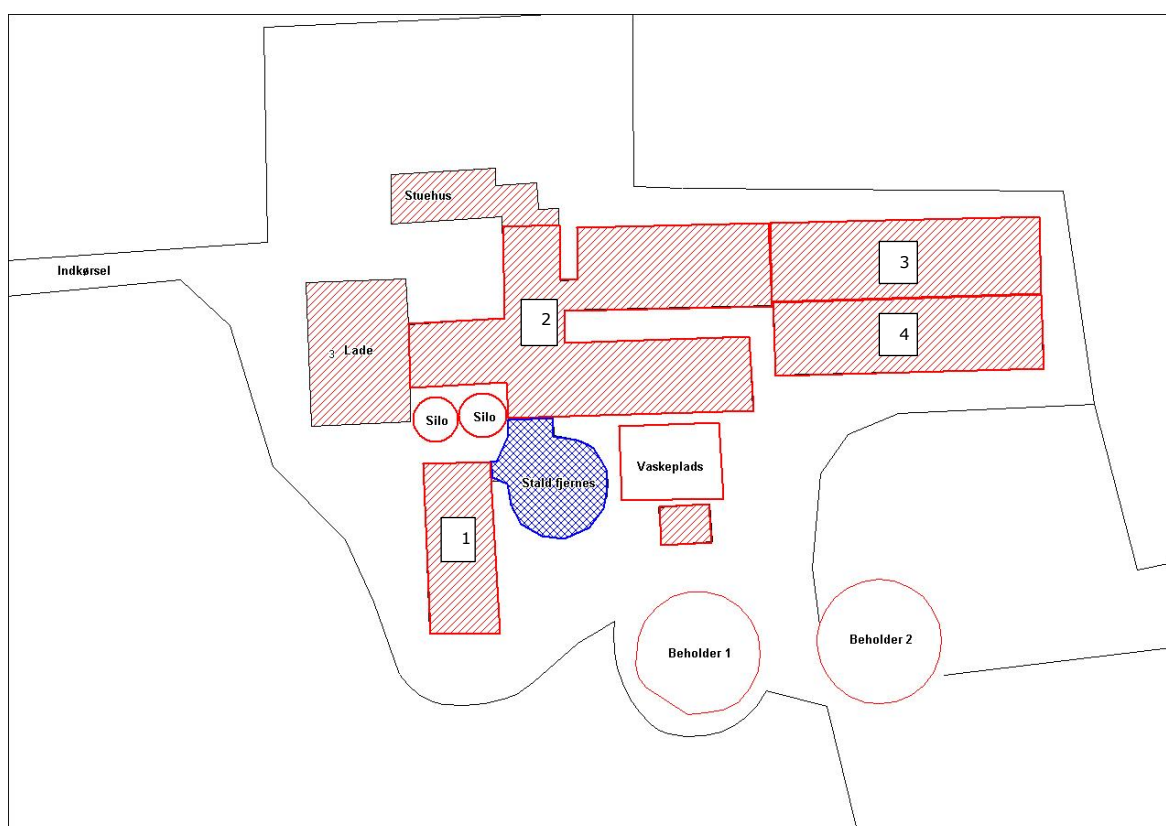 Stuehus
Indkørsel
3
2
4
3 Lade
Silo
Silo
Vaskeplads
Stald fjernes
1
Beholder 1
Beholder 2